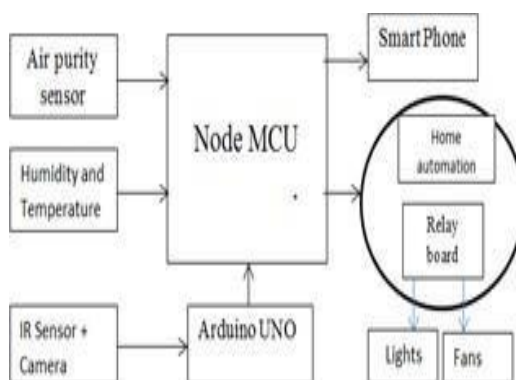 Air purity
sensor
Humidity and
Temperature
IR Sensor +
Camera
Node MCU
Arduino UNO
Smart Phone
Home
automation
Relay
board
Lights
Fans